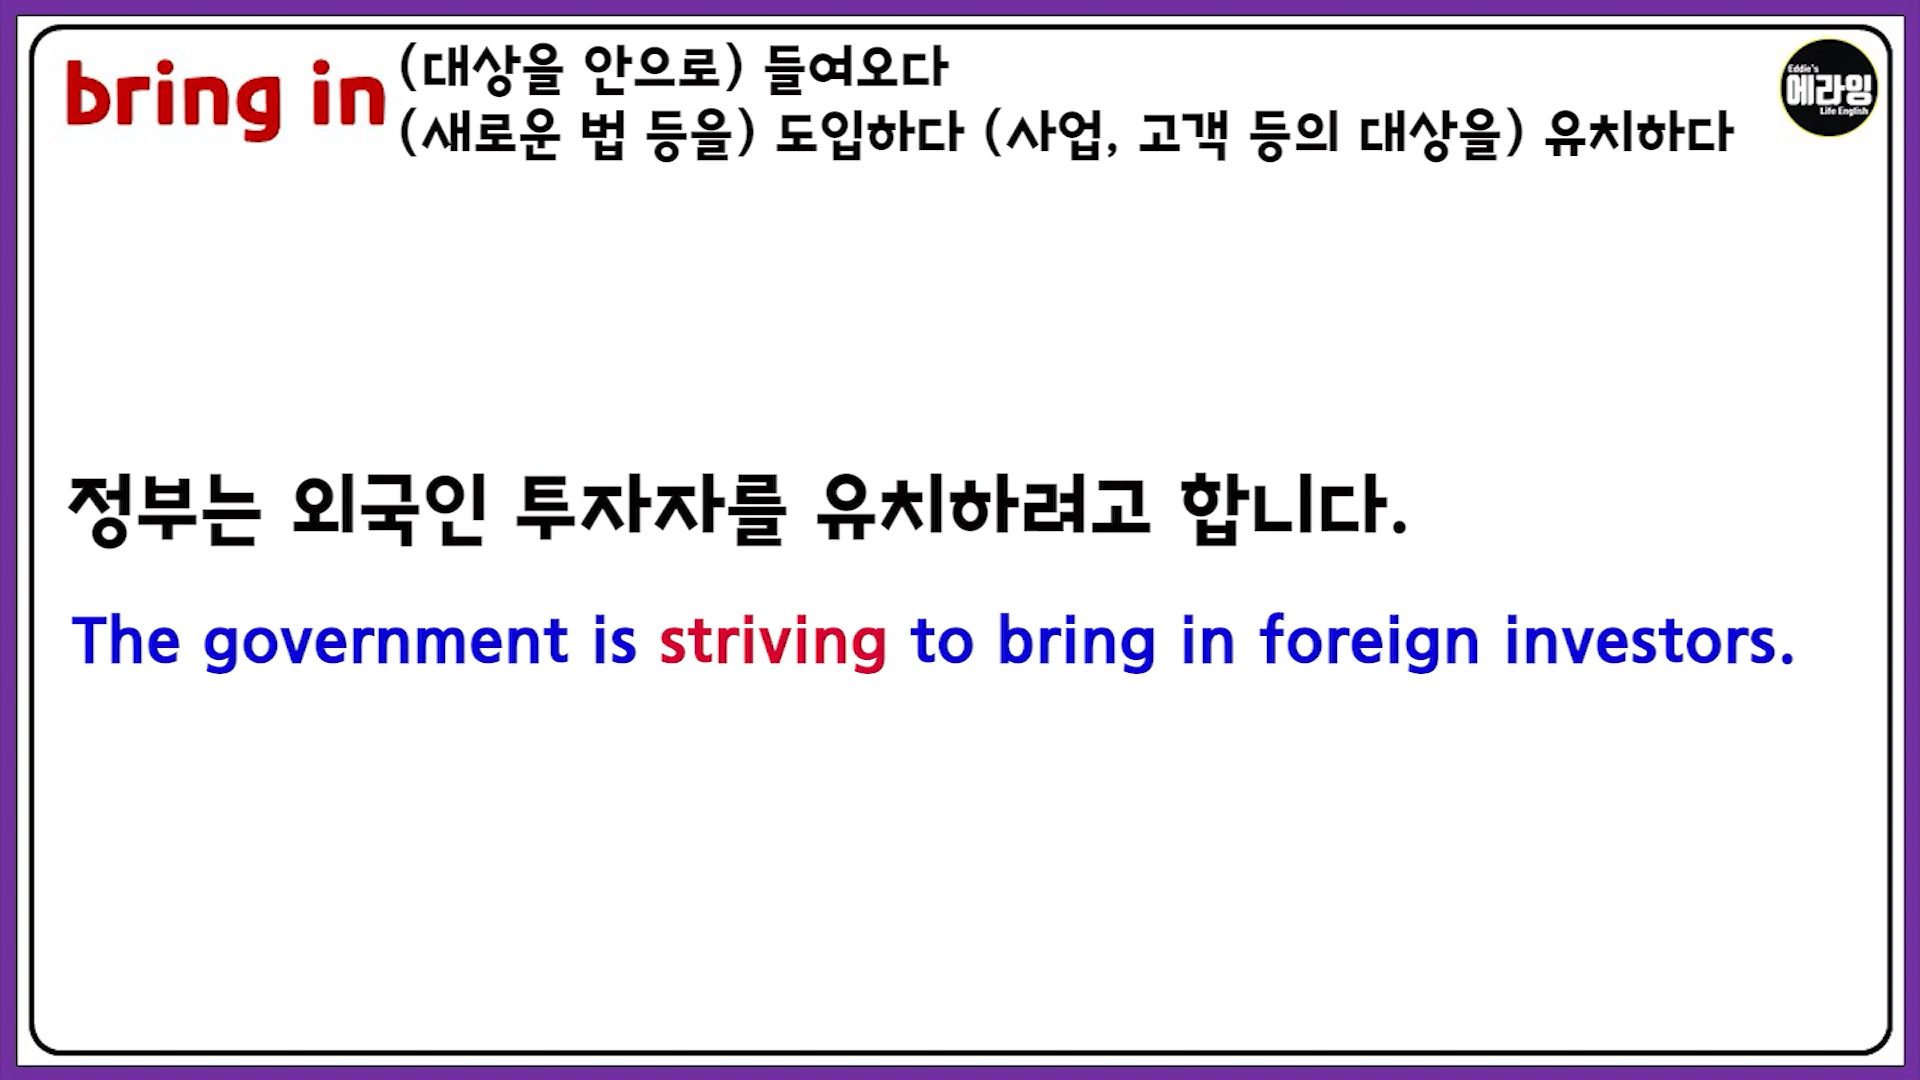 bring in
(대상을 안으로) 들여오다
(새로운 법 등을) 도입하다 (사업, 고객 등의 대상을) 유치하다
Eddie's
에라잉
Life English
정부는 외국인 투자자를 유치하려고 합니다.
The government is striving to bring in foreign investors.